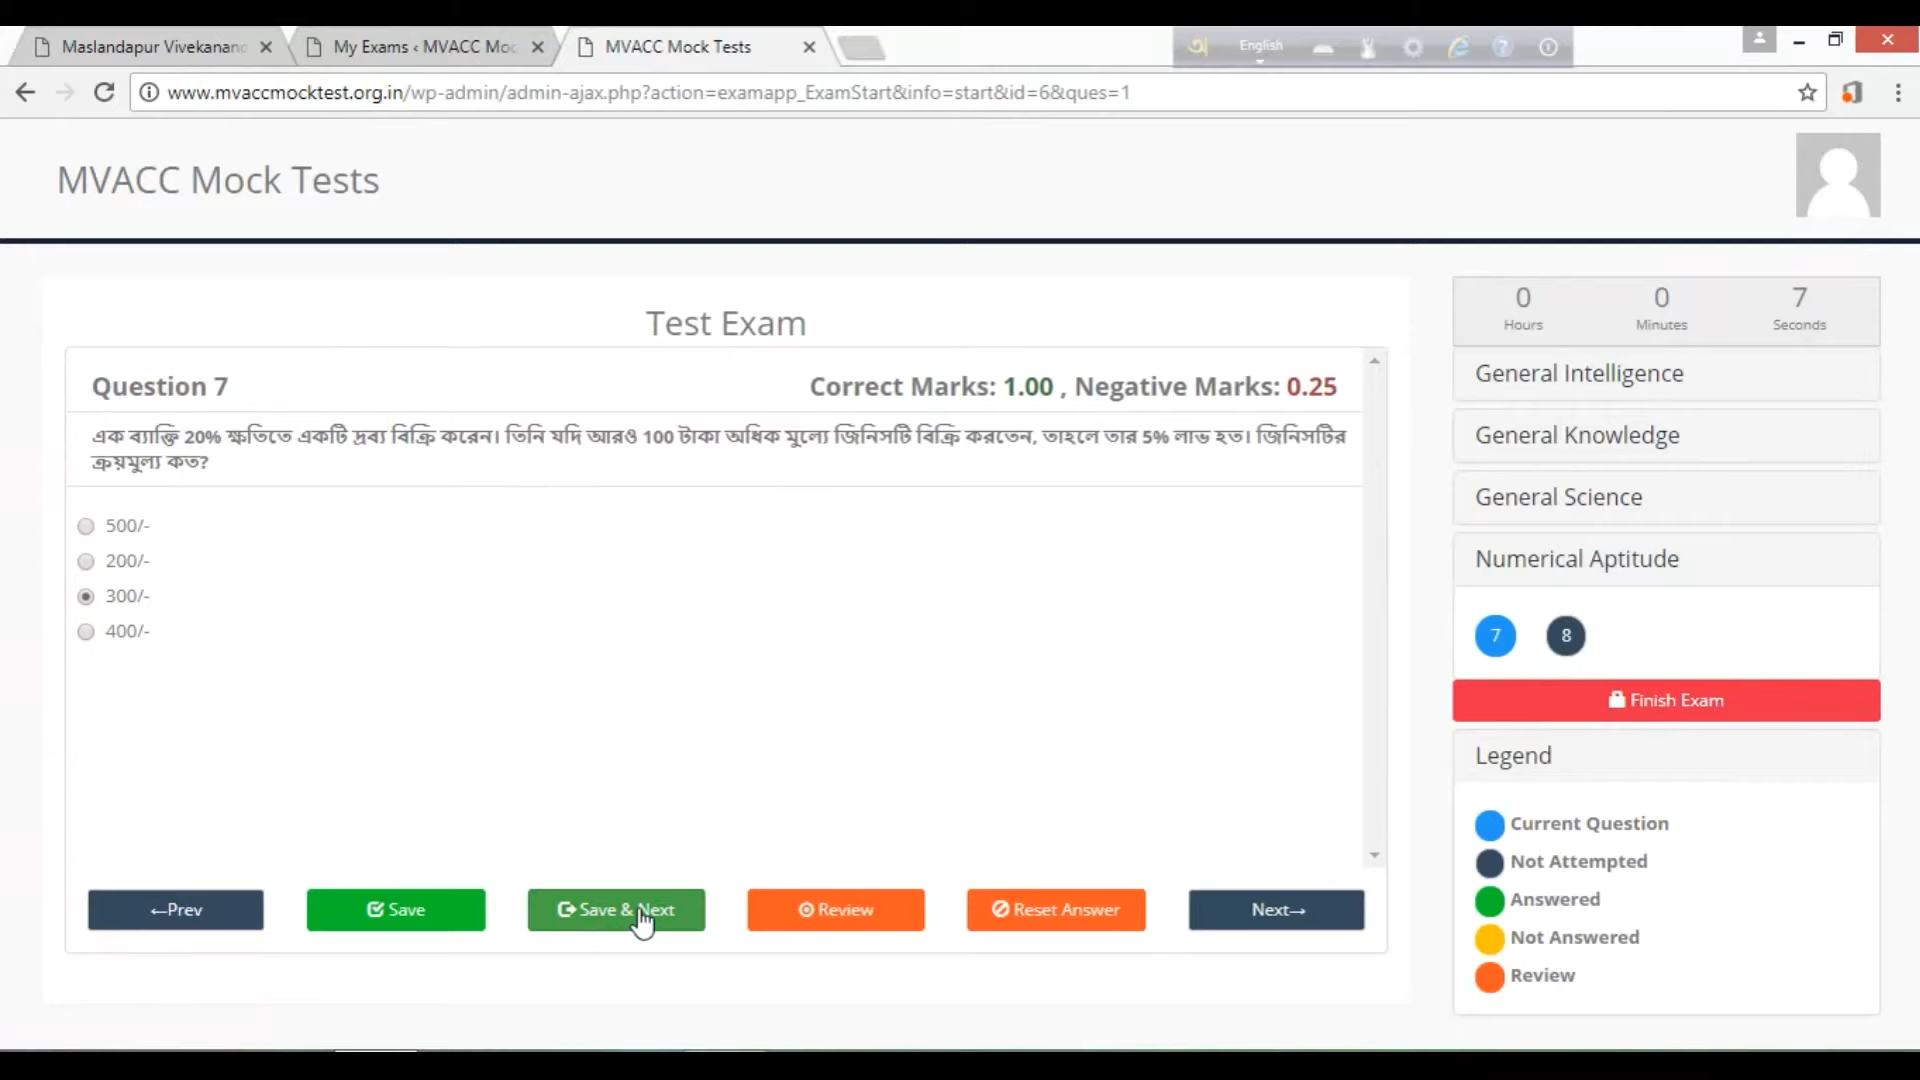 Maslandapur Vivekanand
My Exams ‹ MVACC Moc
MVACC Mock Tests
English
www.mvaccmocktest.org.in/wp-admin/admin-ajax.php?action=examapp_ExamStart&info=start&id=6&ques=1
MVACC Mock Tests
Test Exam
Question 7
Correct Marks: 1.00 , Negative Marks: 0.25
এক ব্যাক্তি 20% ক্ষতিতে একটি দ্রব্য বিক্রি করেন। তিনি যদি আরও 100 টাকা অধিক মুল্যে জিনিসটি বিক্রি করতেন, তাহলে তার 5% লাভ হত। জিনিসটির
ক্রয়মুল্য কত?
500/-
200/-
300/-
400/-
←Prev
Save
Save & Next
Review
Reset Answer
Next→
0 0 7
Hours Minutes Seconds
General Intelligence
General Knowledge
General Science
Numerical Aptitude
7 8
Finish Exam
Legend
Current Question
Not Attempted
Answered
Not Answered
Review